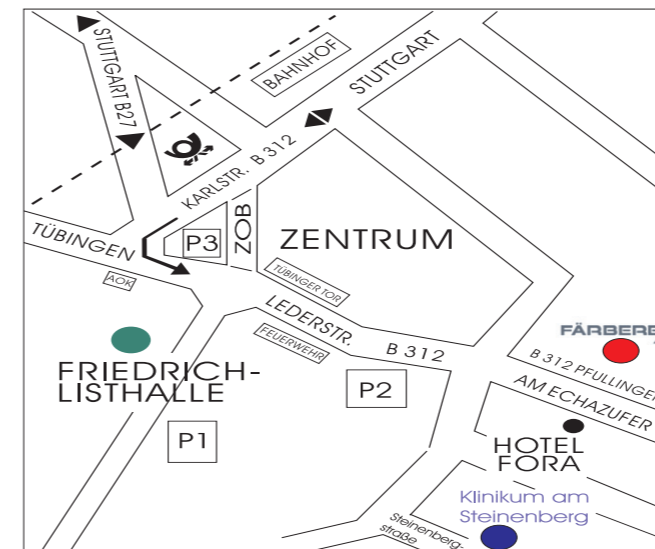 STUTTGART B27
BAHNHOF
STUTTGART
KARLSTR. B 312
TÜBINGEN
P3
ZOB
ZENTRUM
AOK
TÜBINGER TOR
LEDERSTR.
B 312
FEUERWEHR
FÄRBERE
B 312 PFULLINGEN
AM ECHAZUFER
FRIEDRICH-
LISTHALLE
P2
P1
HOTEL
FORA
Klinikum am
Steinenberg
Steinenberg-
straße